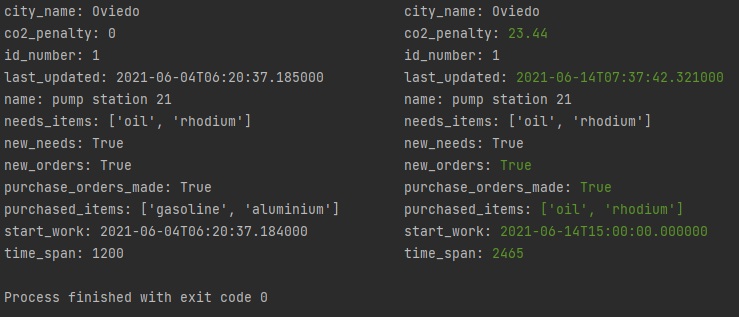 city_name: Oviedo city_name: Oviedo
co2_penalty: 0 co2_penalty: 23.44
id_number: 1 id_number: 1
last_updated: 2021-06-04T06:20:37.185000 last_updated: 2021-06-14T07:37:42.321000
name: pump station 21 name: pump station 21
needs_items: ['oil', 'rhodium'] needs_items: ['oil', 'rhodium']
new_needs: True new_needs: True
new_orders: True new_orders: True
purchase_orders_made: True purchase_orders_made: True
purchased_items: ['gasoline', 'aluminium'] purchased_items: ['oil', 'rhodium']
start_work: 2021-06-04T06:20:37.184000 start_work: 2021-06-14T15:00:00.000000
time_span: 1200 time_span: 2465
Process finished with exit code 0